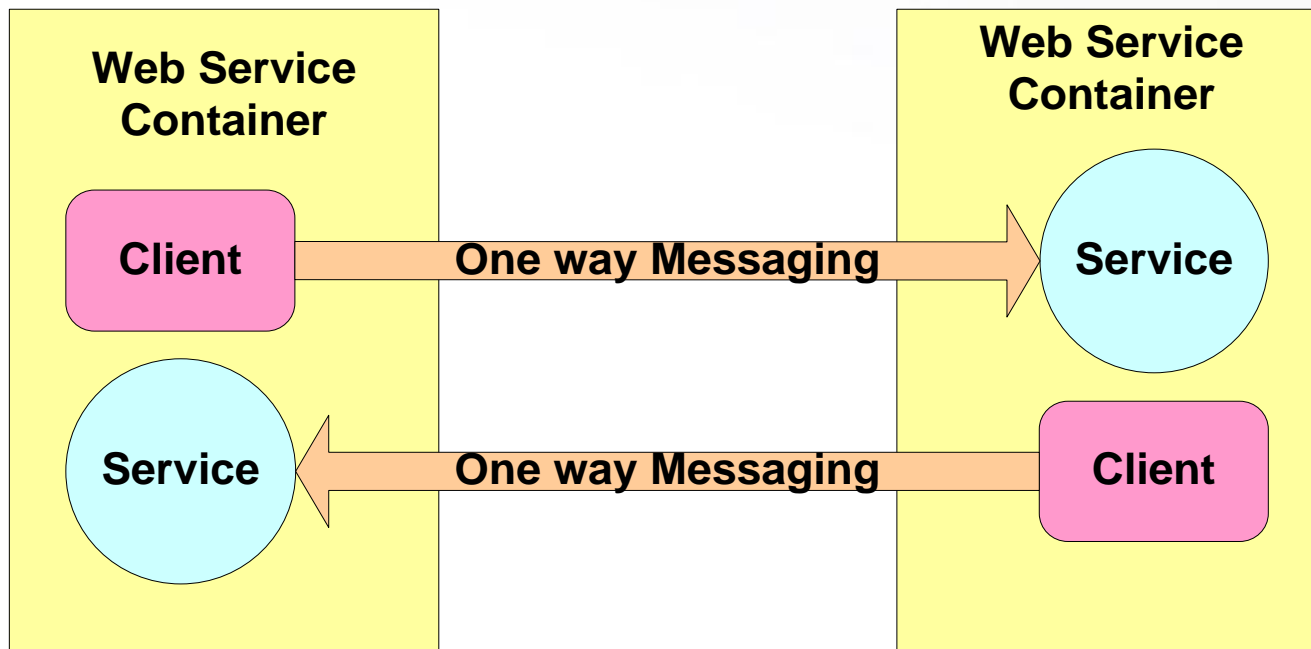 Web Service
Container
Web Service
Container
Client
One way Messaging
Service
Service
One way Messaging
Client